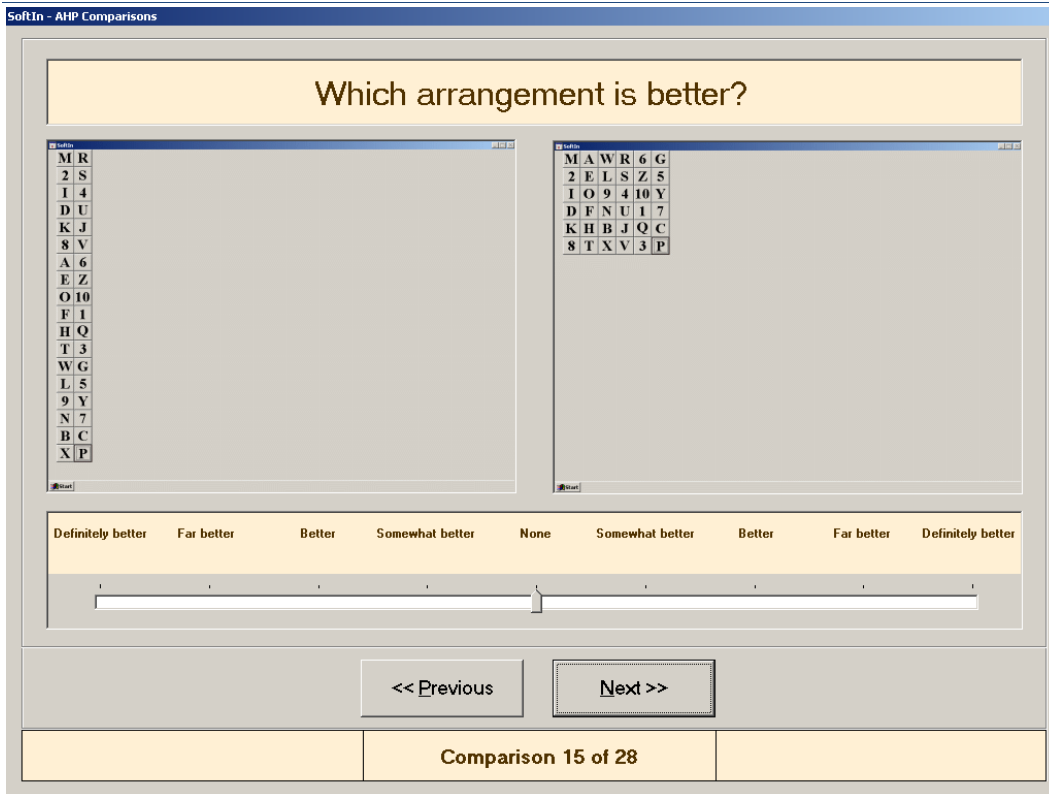 SoftIn - AHP Comparisons
Which arrangement is better?
SoftIn
M R
2 S
I 4
D U
K J
8 V
A 6
E Z
O 10
F 1
H Q
T 3
W G
L 5
9 Y
N 7
B C
X P
Start
SoftIn
M A W R 6 G
2 E L S Z 5
I O 9 4 10 Y
D F N U 1 7
K H B J Q C
8 T X V 3 P
Start
Definitely better Far better Better Somewhat better None Somewhat better Better Far better Definitely better
<< Previous Next >>
Comparison 15 of 28